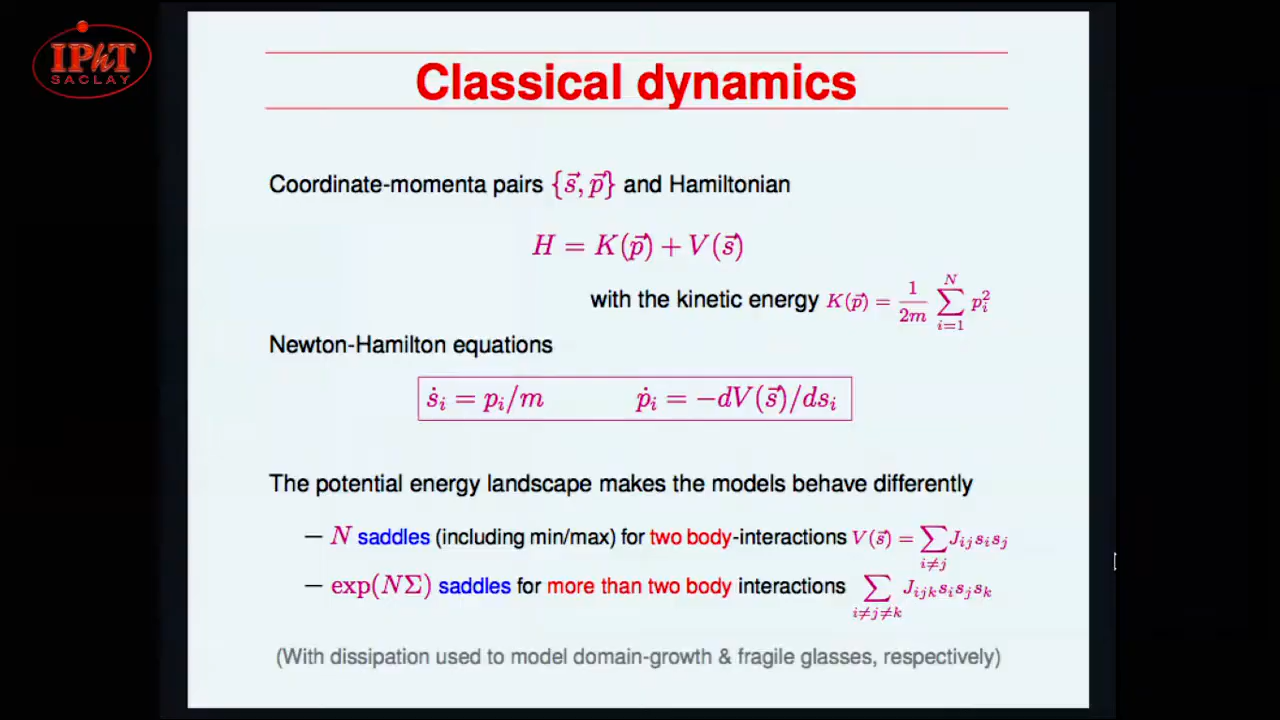 IPhT
SACLAY
Classical dynamics
Coordinate-momenta pairs {s⃗, p⃗} and Hamiltonian
H = K(p⃗) + V(s⃗)
with the kinetic energy K(p⃗) = 1/2m ∑_{i=1}^{N} p_i^2
Newton-Hamilton equations
ṡ_i = p_i/m ṗ_i = −dV(s⃗)/ds_i
The potential energy landscape makes the models behave differently
– N saddles (including min/max) for two body-interactions V(s⃗) = ∑_{i≠j} J_{ij} s_i s_j
– exp(NΣ) saddles for more than two body interactions ∑_{i≠j≠k} J_{ijk} s_i s_j s_k
(With dissipation used to model domain-growth & fragile glasses, respectively)